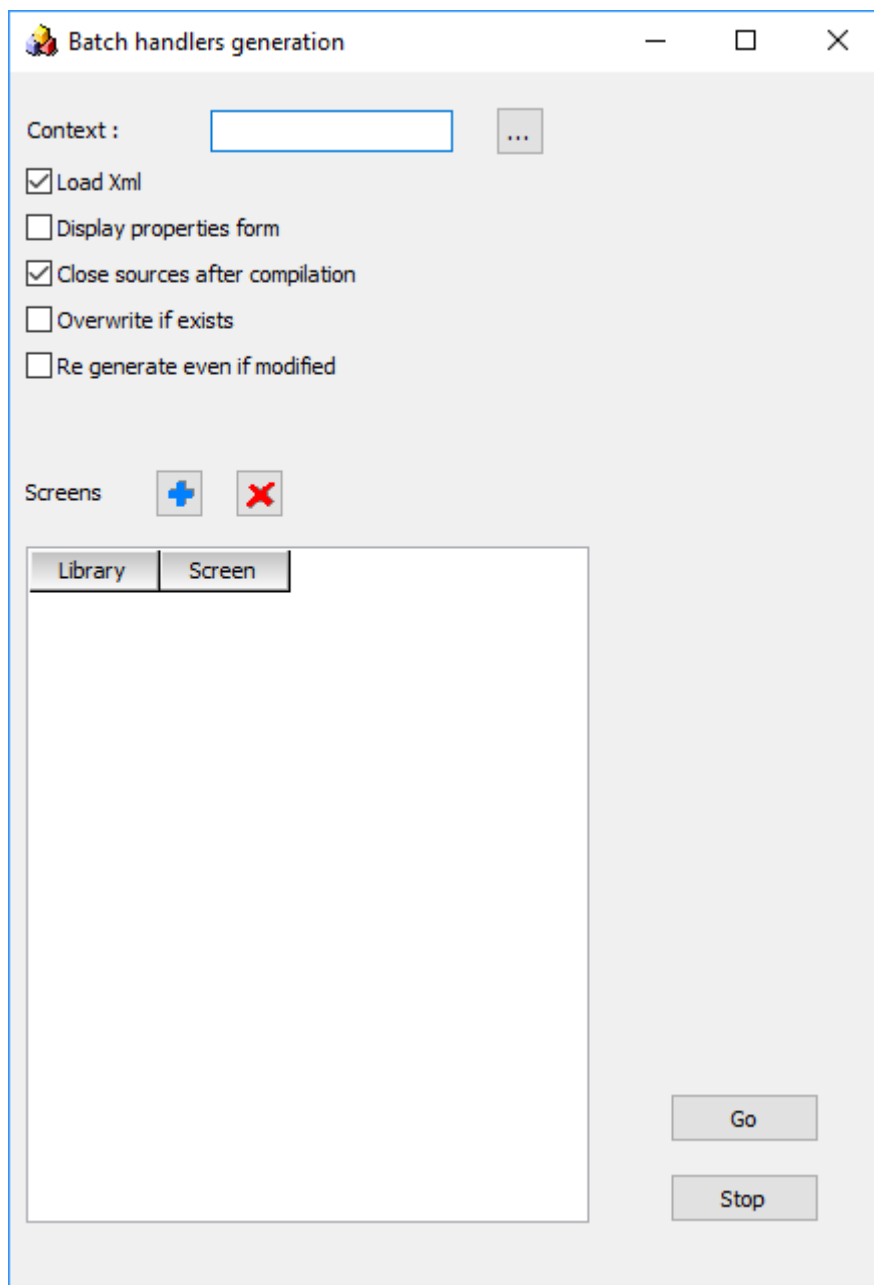 Batch handlers generation
Context :
...
Load Xml
Display properties form
Close sources after compilation
Overwrite if exists
Re generate even if modified
Screens
Library Screen
Go
Stop